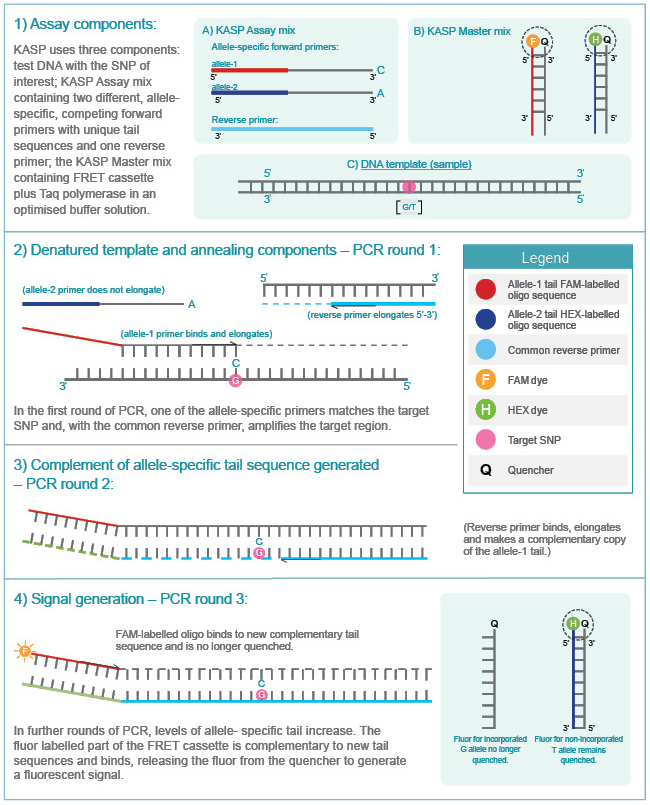 1) Assay components:
KASP uses three components:
test DNA with the SNP of
interest; KASP Assay mix
containing two different, allele-
specific, competing forward
primers with unique tail
sequences and one reverse
primer; the KASP Master mix
containing FRET cassette
plus Taq polymerase in an
optimised buffer solution.
A) KASP Assay mix
Allele-specific forward primers:
allele-1
C
5'
3'
allele-2
A
5'
3'
Reverse primer:
3'
5'
B) KASP Master mix
F Q
5'
3'
3'
5'
H Q
5'
3'
3'
5'
C) DNA template (sample)
5'
3'
3'
5'
[G/T]
2) Denatured template and annealing components – PCR round 1:
(allele-2 primer does not elongate)
A
5'
3'
(reverse primer elongates 5'-3')
(allele-1 primer binds and elongates)
C
G
3'
5'
In the first round of PCR, one of the allele-specific primers matches the target
SNP and, with the common reverse primer, amplifies the target region.
Legend
Allele-1 tail FAM-labelled
oligo sequence
Allele-2 tail HEX-labelled
oligo sequence
Common reverse primer
F FAM dye
H HEX dye
Target SNP
Q Quencher
3) Complement of allele-specific tail sequence generated
– PCR round 2:
C
G
(Reverse primer binds, elongates
and makes a complementary copy
of the allele-1 tail.)
4) Signal generation – PCR round 3:
FAM-labelled oligo binds to new complementary tail
sequence and is no longer quenched.
F
C
G
In further rounds of PCR, levels of allele- specific tail increase. The
fluor labelled part of the FRET cassette is complementary to new tail
sequences and binds, releasing the fluor from the quencher to generate
a fluorescent signal.
Q
Fluor for incorporated
G allele no longer
quenched.
H Q
5'
3'
3'
5'
Fluor for non-incorporated
T allele remains
quenched.